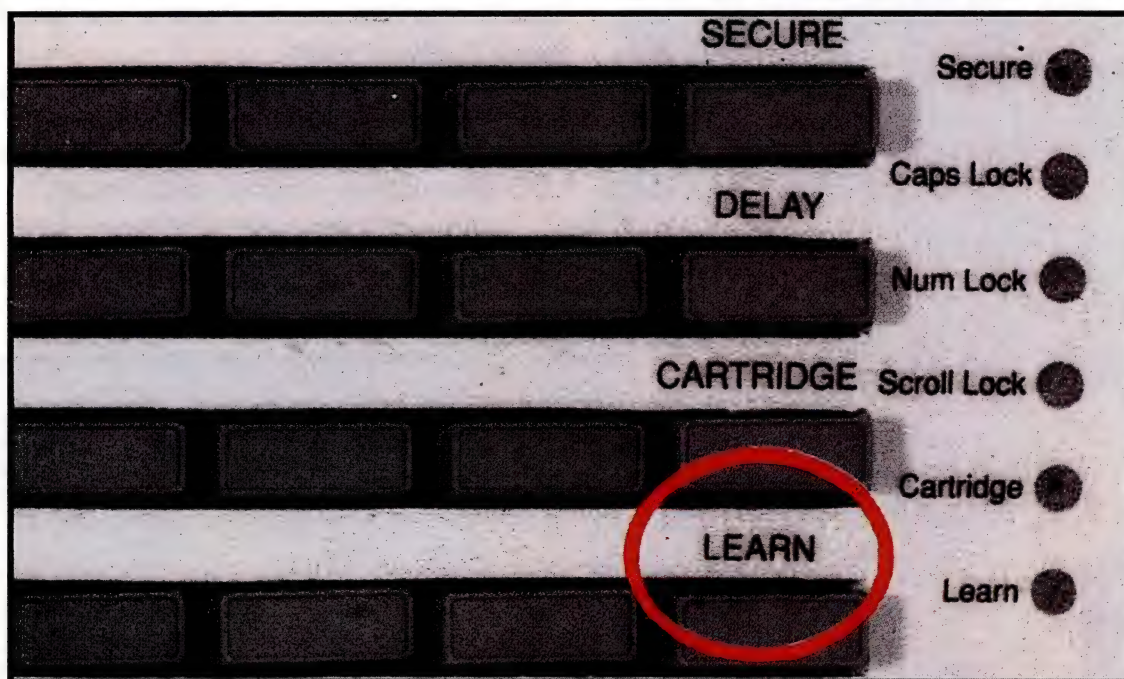 SECURE
Secure
Caps Lock
DELAY
Num Lock
CARTRIDGE
Scroll Lock
Cartridge
LEARN
Learn